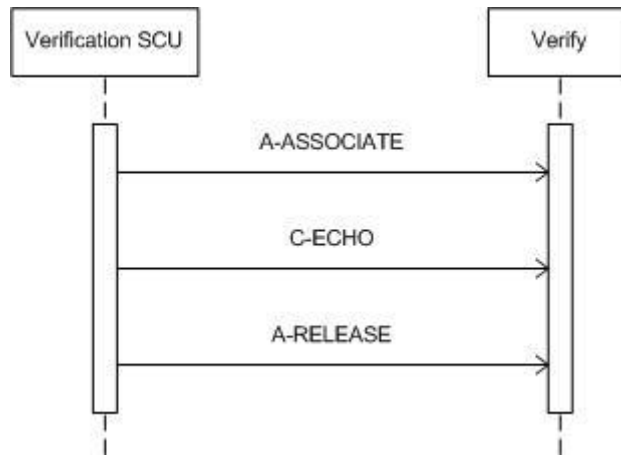 Verification SCU
Verify
A-ASSOCIATE
C-ECHO
A-RELEASE